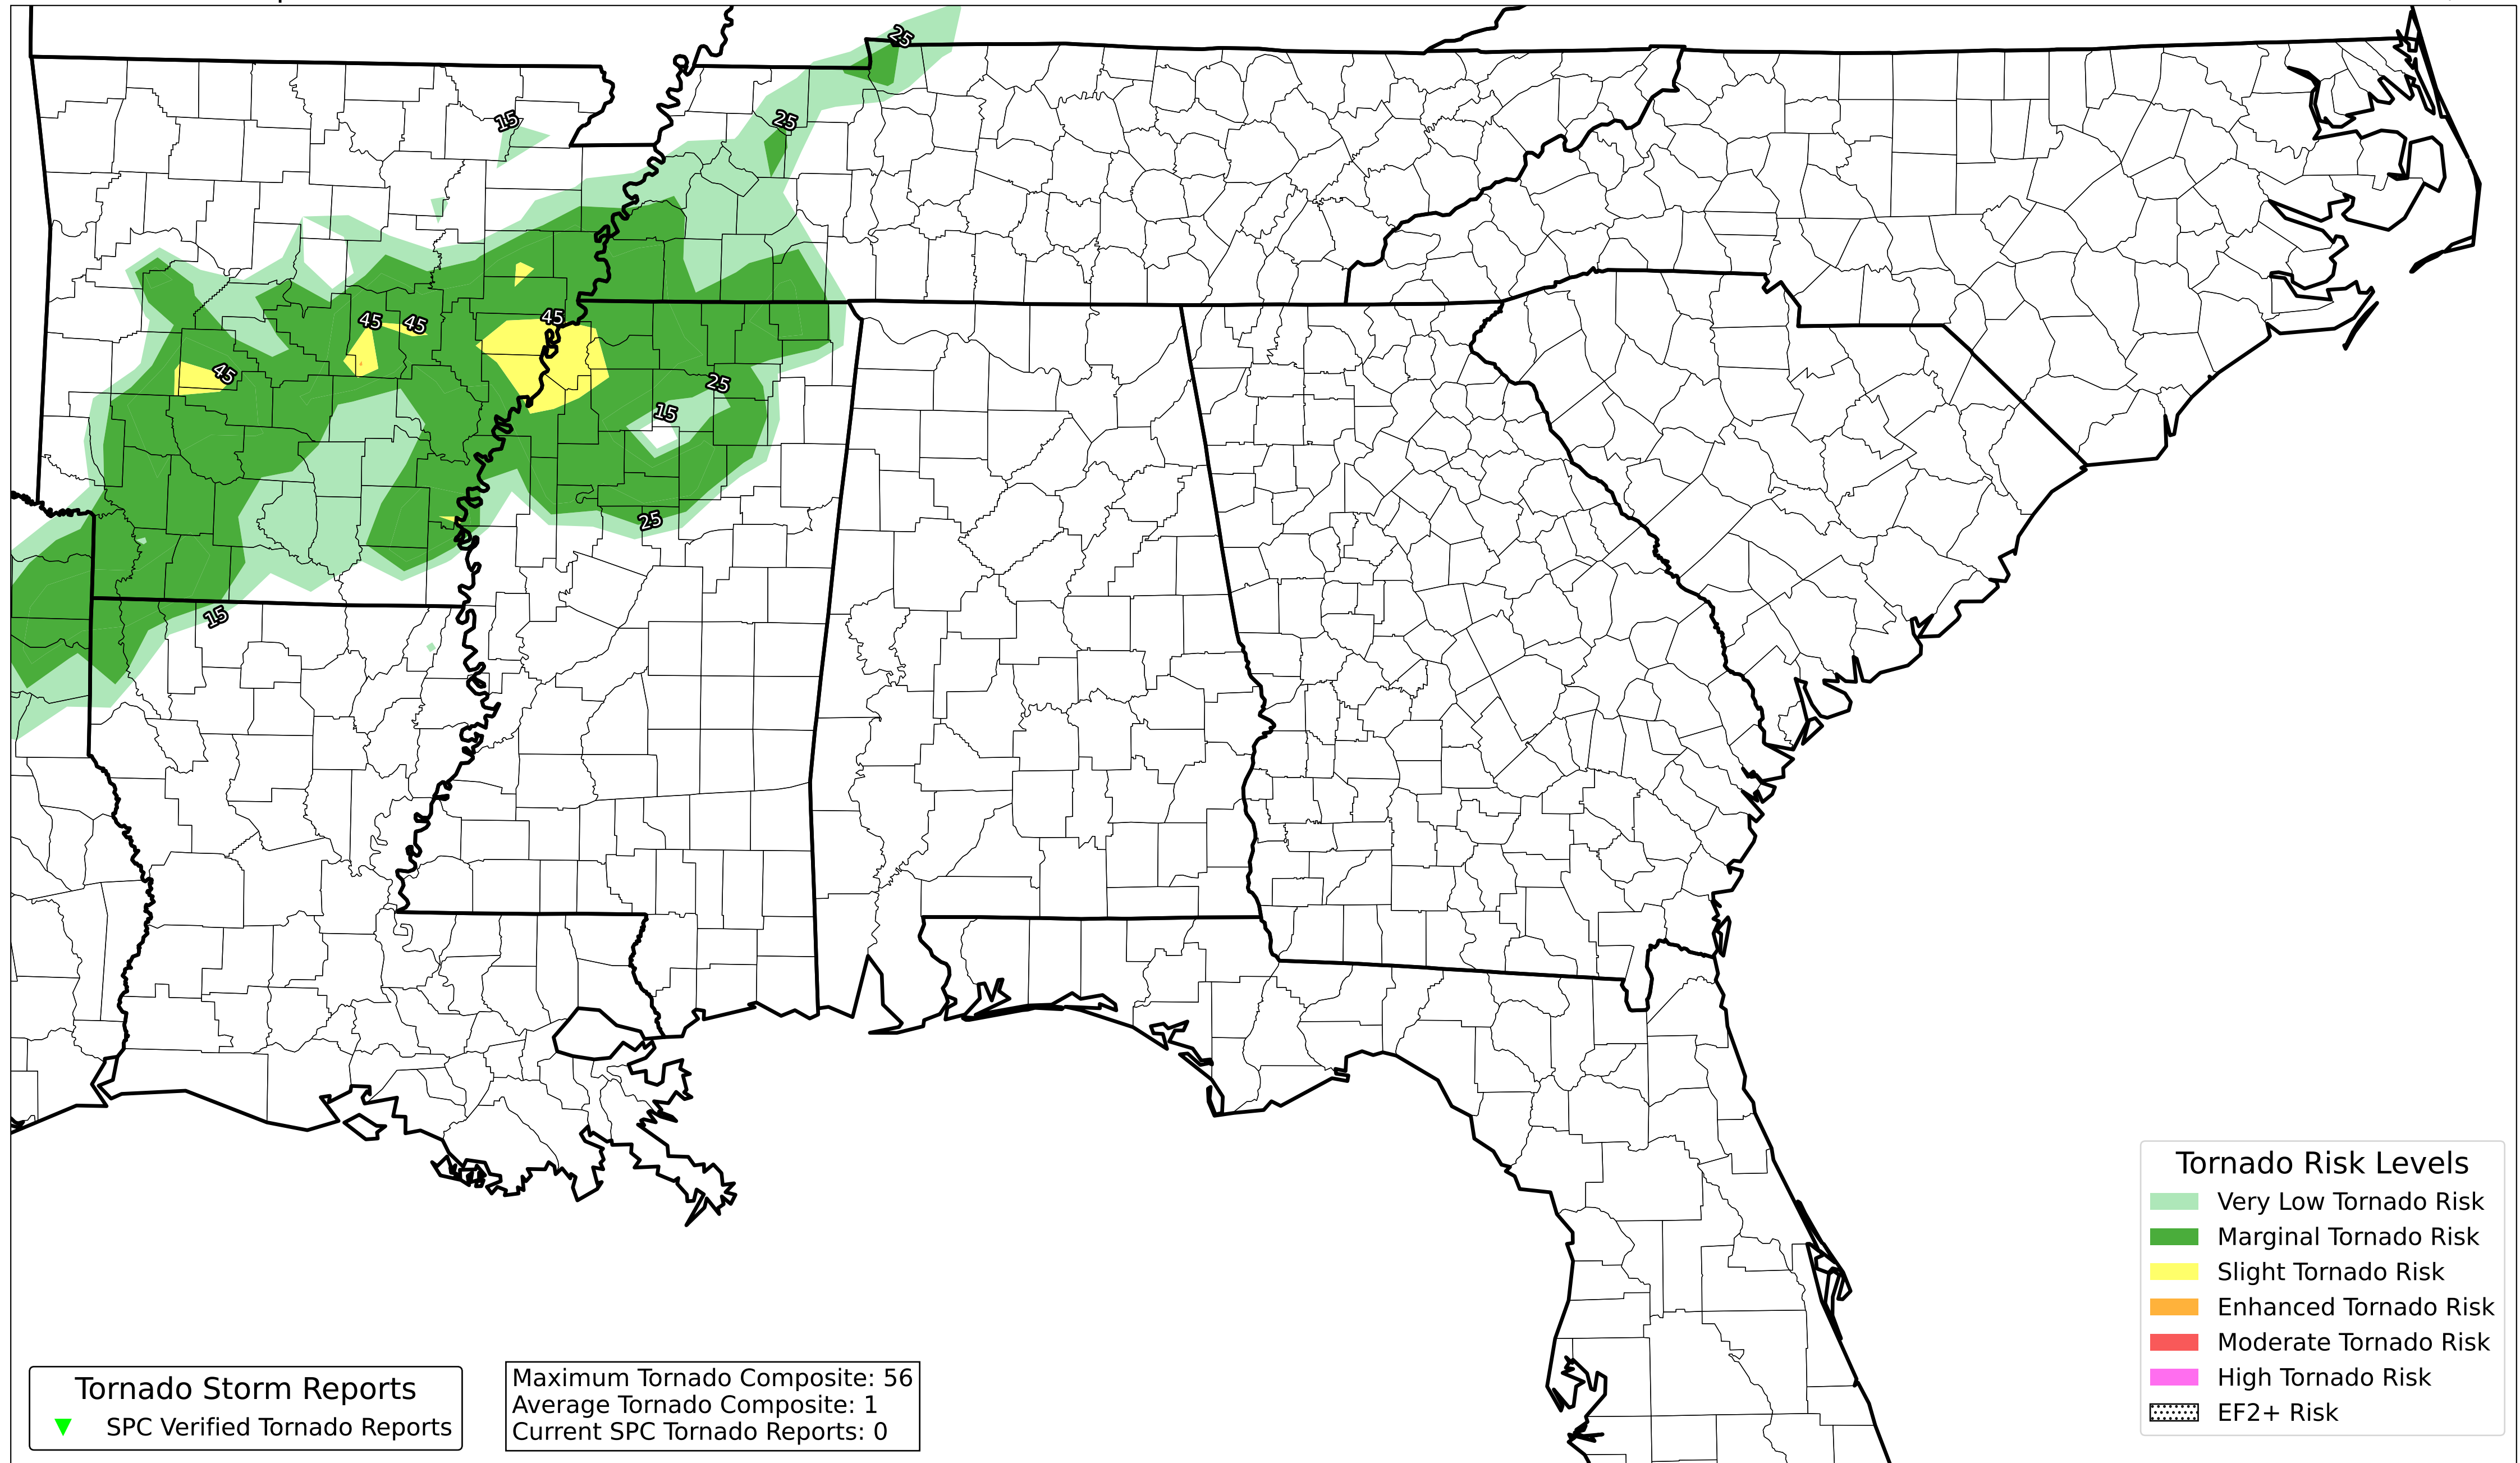 25
25
15
45
45
45
45
25
15
25
15
Tornado Risk Levels
Very Low Tornado Risk
Marginal Tornado Risk
Slight Tornado Risk
Enhanced Tornado Risk
Moderate Tornado Risk
High Tornado Risk
EF2+ Risk
Tornado Storm Reports
SPC Verified Tornado Reports
Maximum Tornado Composite: 56
Average Tornado Composite: 1
Current SPC Tornado Reports: 0